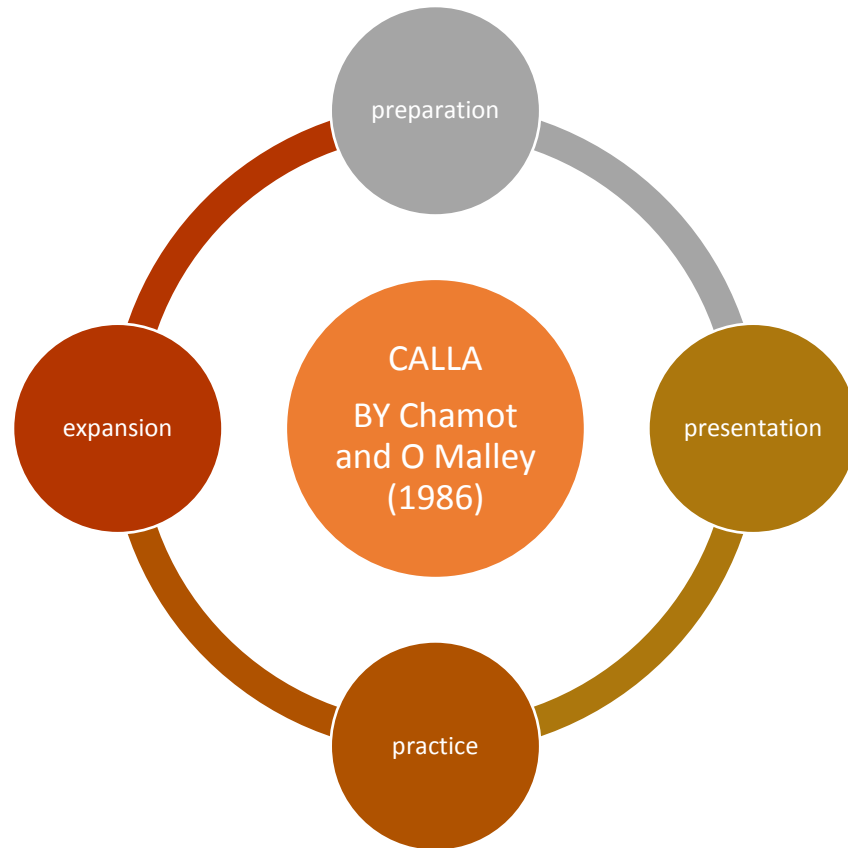 preparation
CALLA
BY Chamot
and O Malley
(1986)
expansion
presentation
practice